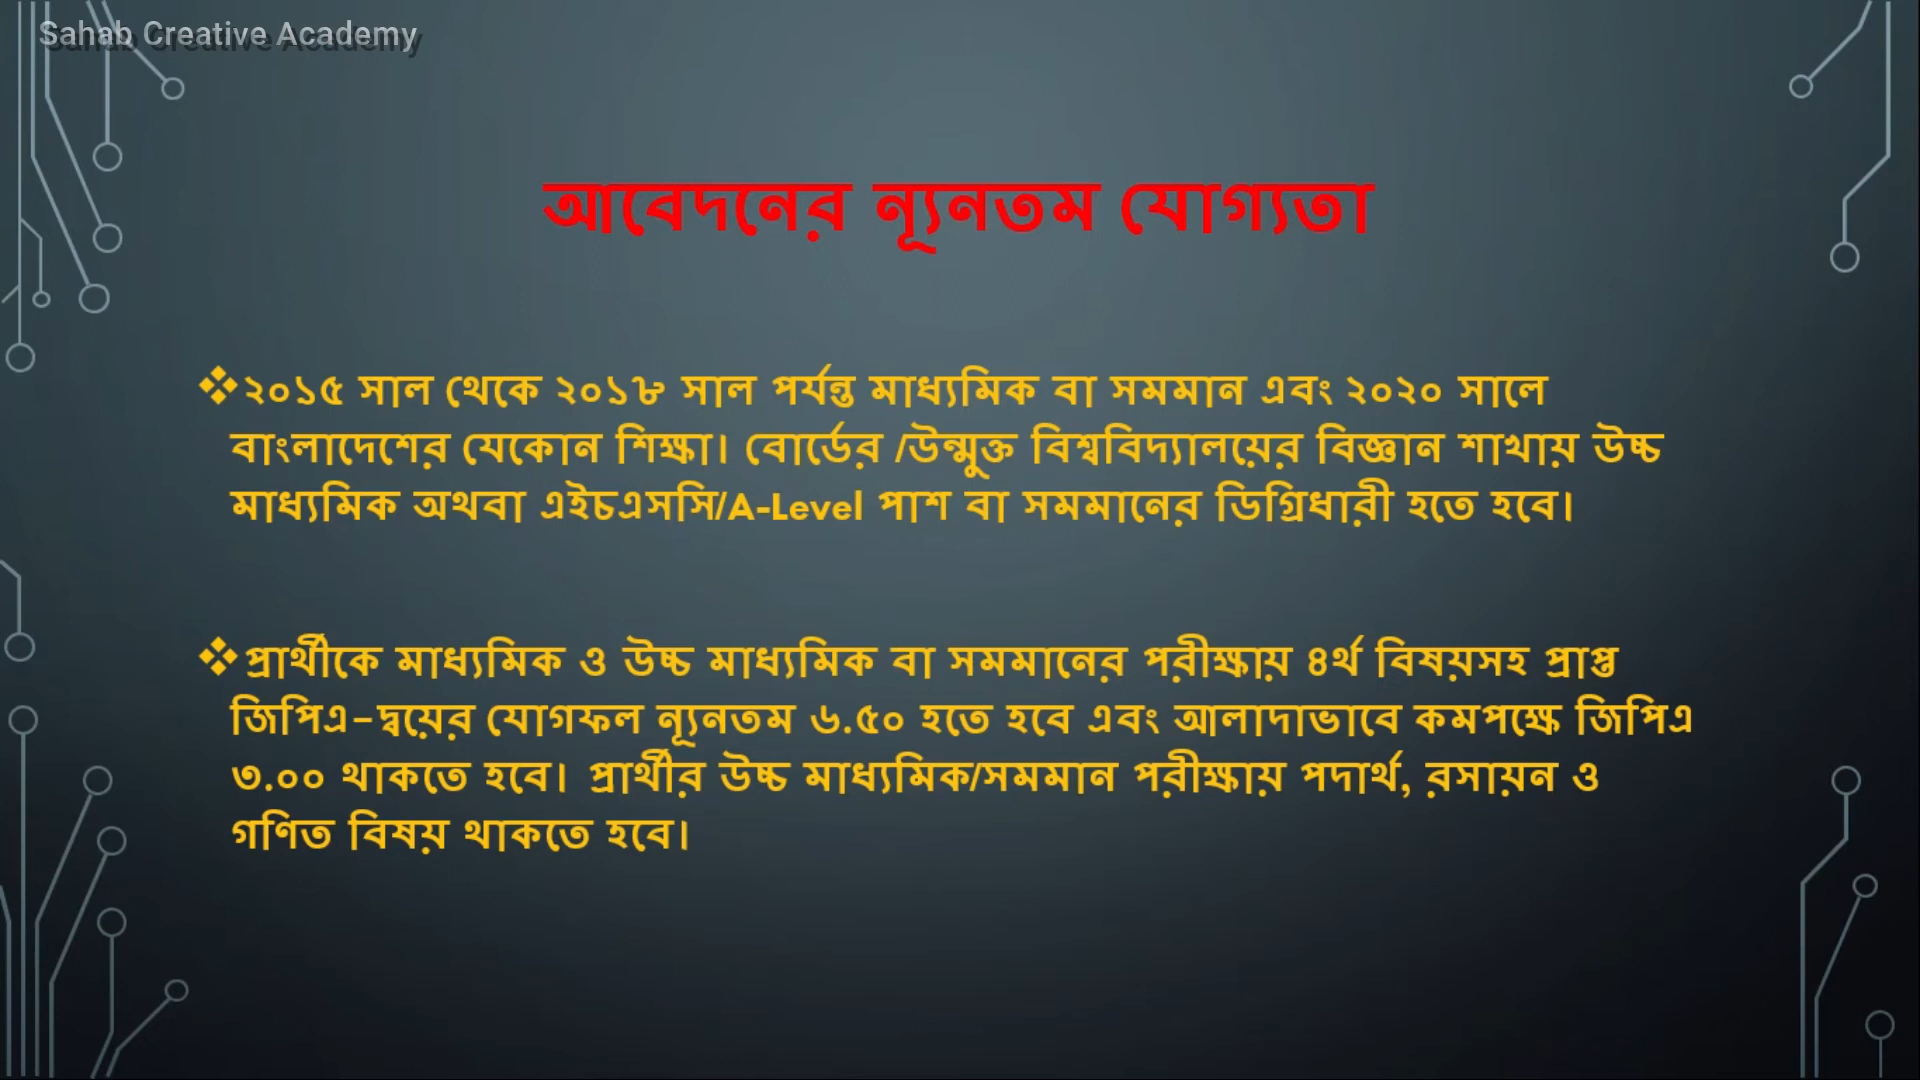 Sahab Creative Academy
আবেদনের ন্যূনতম যোগ্যতা
❖২০১৫ সাল থেকে ২০১৮ সাল পর্যন্ত মাধ্যমিক বা সমমান এবং ২০২০ সালে
বাংলাদেশের যেকোন শিক্ষা। বোর্ডের /উন্মুক্ত বিশ্ববিদ্যালয়ের বিজ্ঞান শাখায় উচ্চ
মাধ্যমিক অথবা এইচএসসি/A-Level পাশ বা সমমানের ডিগ্রিধারী হতে হবে।
❖প্রার্থীকে মাধ্যমিক ও উচ্চ মাধ্যমিক বা সমমানের পরীক্ষায় ৪র্থ বিষয়সহ প্রাপ্ত
জিপিএ-দ্বয়ের যোগফল ন্যূনতম ৬.৫০ হতে হবে এবং আলাদাভাবে কমপক্ষে জিপিএ
৩.০০ থাকতে হবে। প্রার্থীর উচ্চ মাধ্যমিক/সমমান পরীক্ষায় পদার্থ, রসায়ন ও
গণিত বিষয় থাকতে হবে।